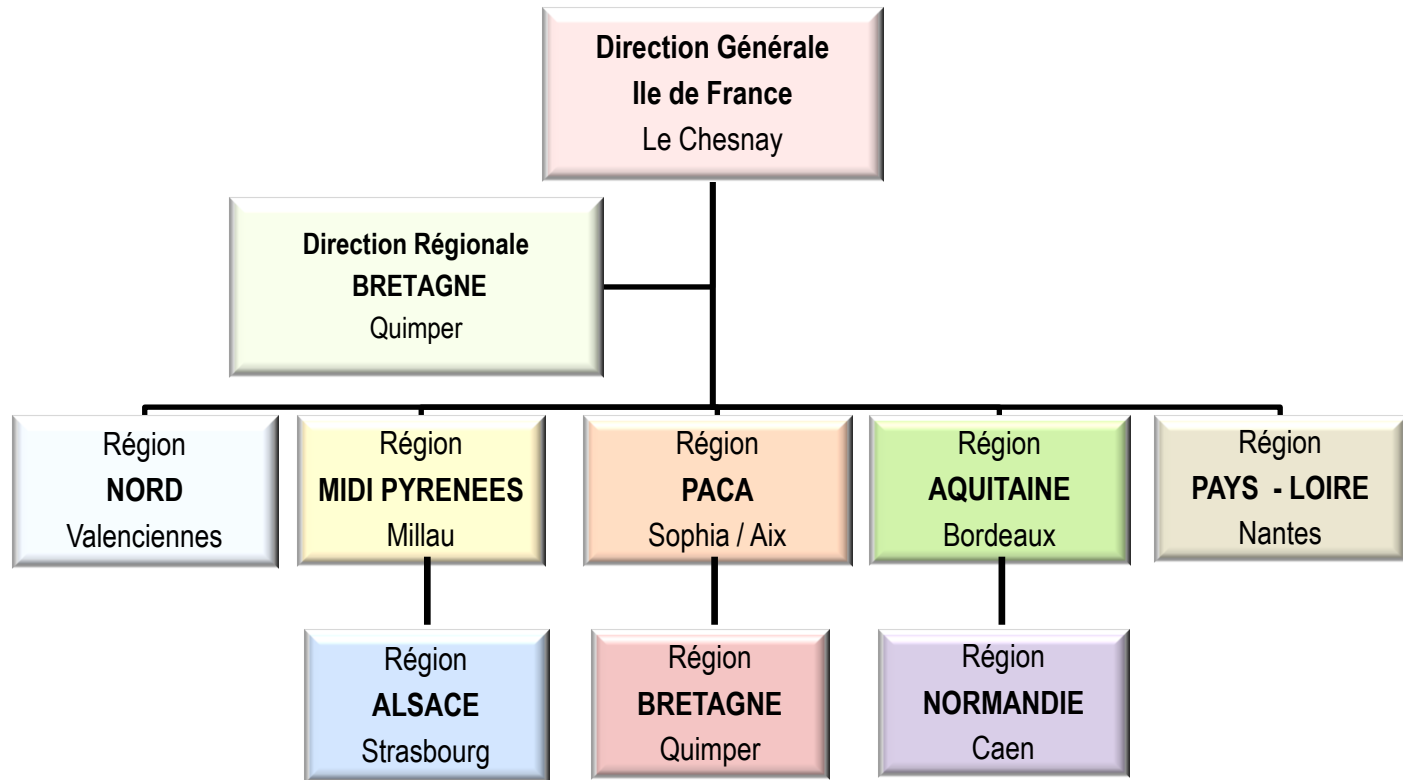 Direction Générale
Ile de France
Le Chesnay
Direction Régionale
BRETAGNE
Quimper
Région
NORD
Valenciennes
Région
MIDI PYRENEES
Millau
Région
PACA
Sophia / Aix
Région
AQUITAINE
Bordeaux
Région
PAYS - LOIRE
Nantes
Région
ALSACE
Strasbourg
Région
BRETAGNE
Quimper
Région
NORMANDIE
Caen